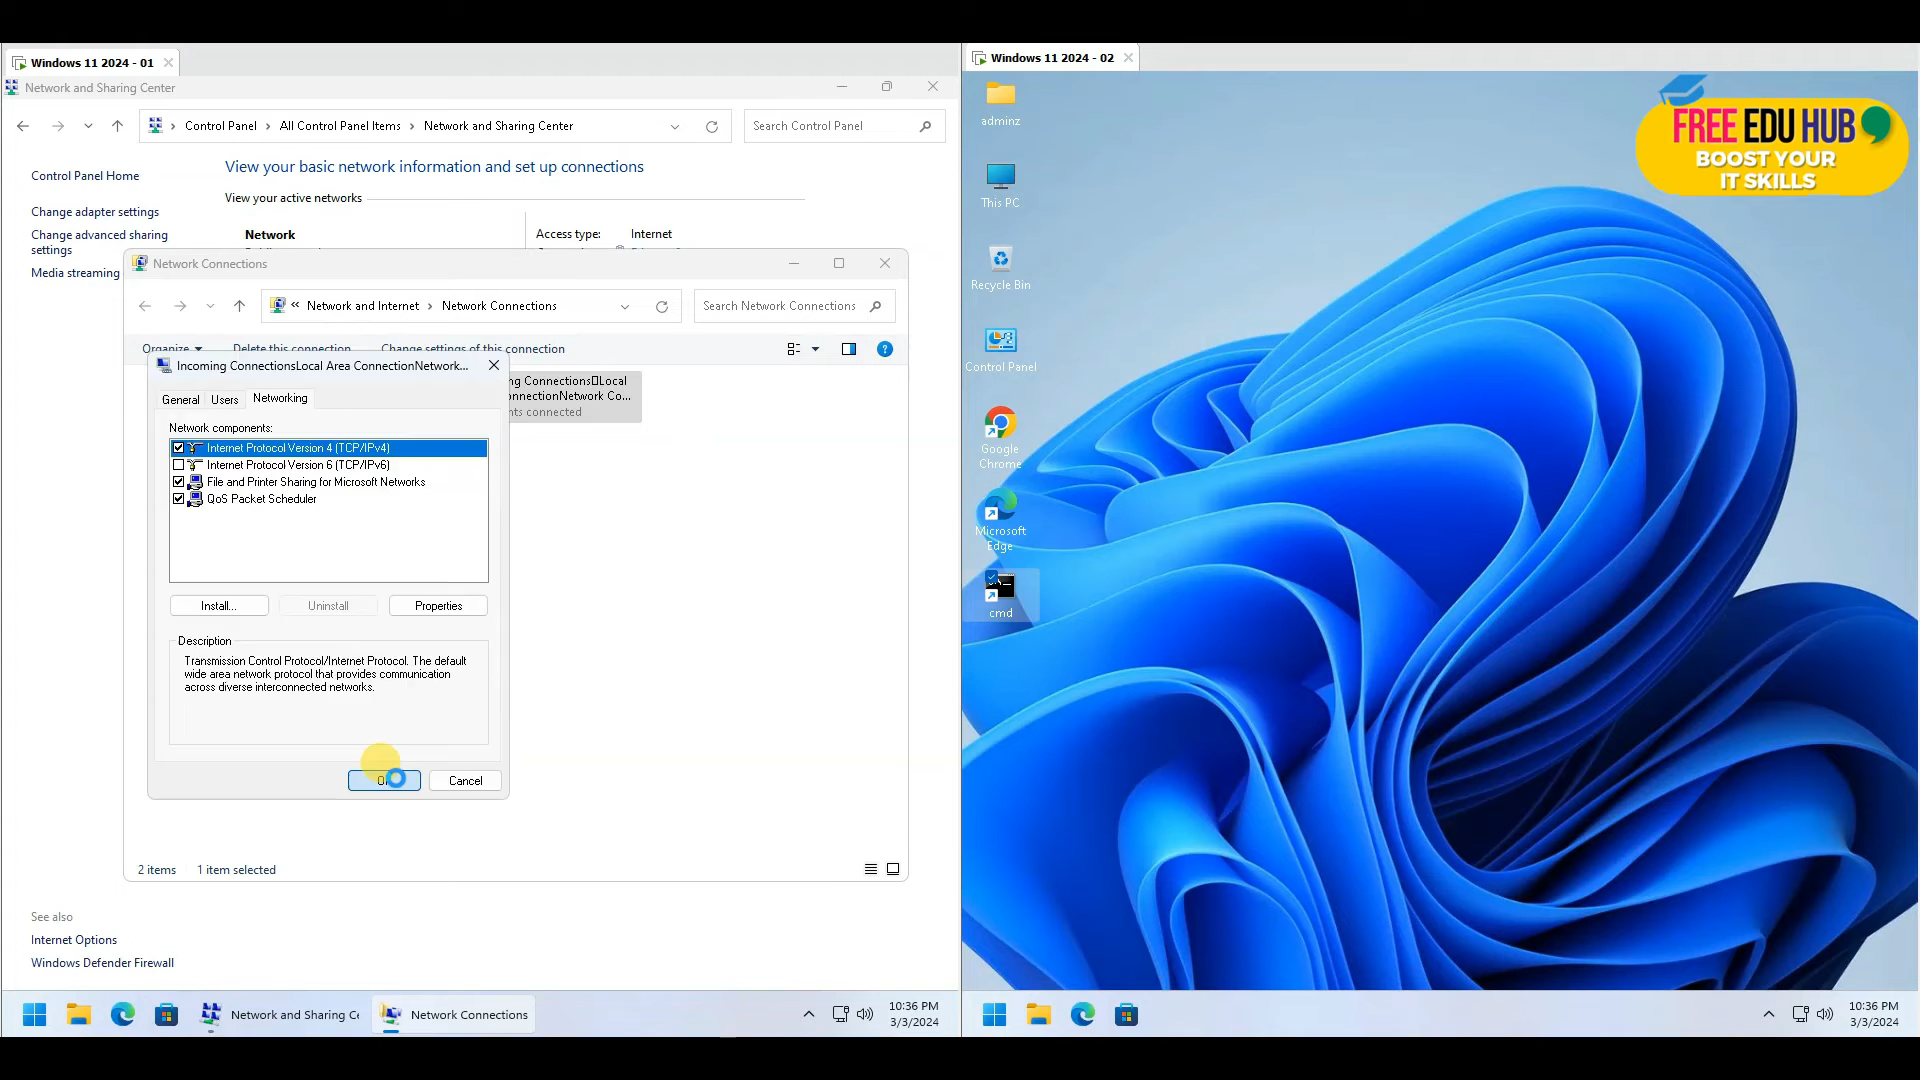 Windows 11 2024 - 01
Network and Sharing Center
Control Panel > All Control Panel Items > Network and Sharing Center
Search Control Panel
View your basic network information and set up connections
Control Panel Home
View your active networks
Change adapter settings
Change advanced sharing
settings
Media streaming
Network
Access type:
Internet
Network Connections
« Network and Internet > Network Connections
Search Network Connections
Organize
Delete this connection
Change settings of this connection
ng Connections▯Local
onnectionNetwork Co...
nts connected
Incoming ConnectionsLocal Area ConnectionNetwork...
General
Users
Networking
Network components:
Internet Protocol Version 4 (TCP/IPv4)
Internet Protocol Version 6 (TCP/IPv6)
File and Printer Sharing for Microsoft Networks
QoS Packet Scheduler
Install...
Uninstall
Properties
Description
Transmission Control Protocol/Internet Protocol. The default
wide area network protocol that provides communication
across diverse interconnected networks.
Cancel
2 items
1 item selected
See also
Internet Options
Windows Defender Firewall
Network and Sharing Ce
Network Connections
10:36 PM
3/3/2024
Windows 11 2024 - 02
adminz
This PC
Recycle Bin
Control Panel
Google
Chrome
Microsoft
Edge
cmd
FREE EDU HUB
BOOST YOUR
IT SKILLS
10:36 PM
3/3/2024